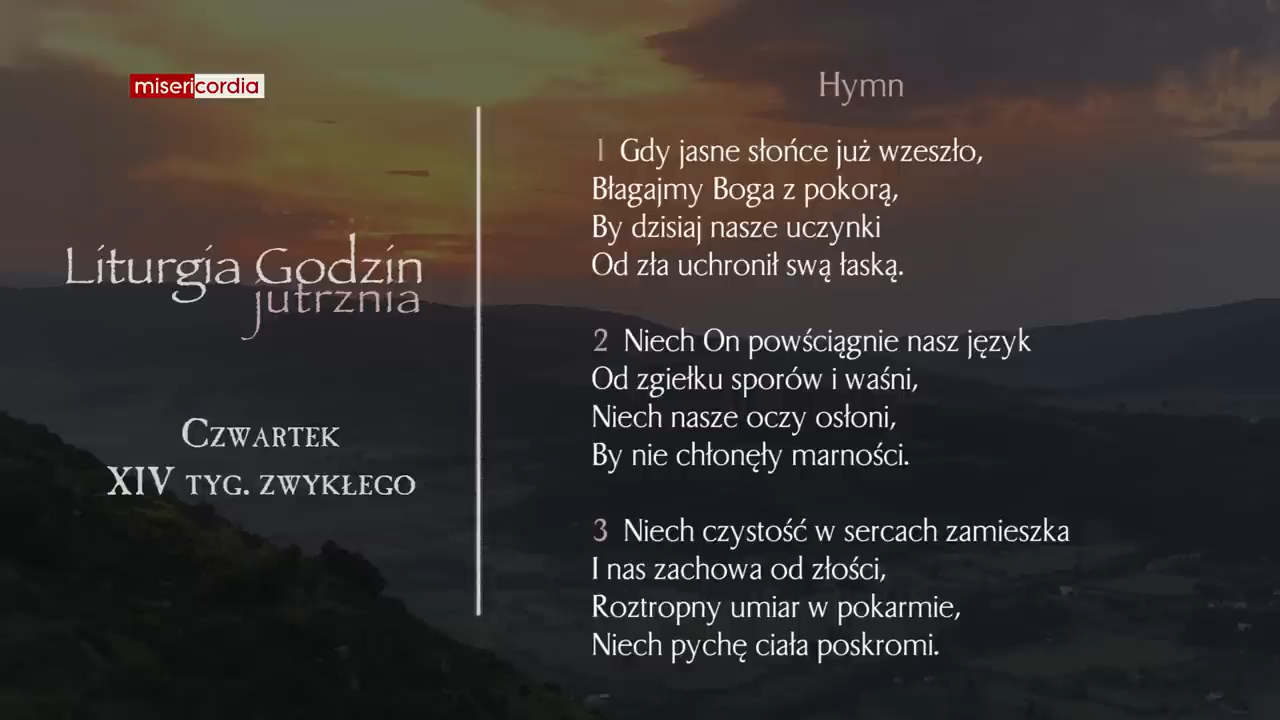 misericordia
Liturgia Godzin
jutrznia
Czwartek
XIV tyg. zwykłego
Hymn
1 Gdy jasne słońce już wzeszło,
Błagajmy Boga z pokorą,
By dzisiaj nasze uczynki
Od zła uchronił swą łaską.
2 Niech On powściągnie nasz język
Od zgiełku sporów i waśni,
Niech nasze oczy osłoni,
By nie chłonęły marności.
3 Niech czystość w sercach zamieszka
I nas zachowa od złości,
Roztropny umiar w pokarmie,
Niech pychę ciała poskromi.